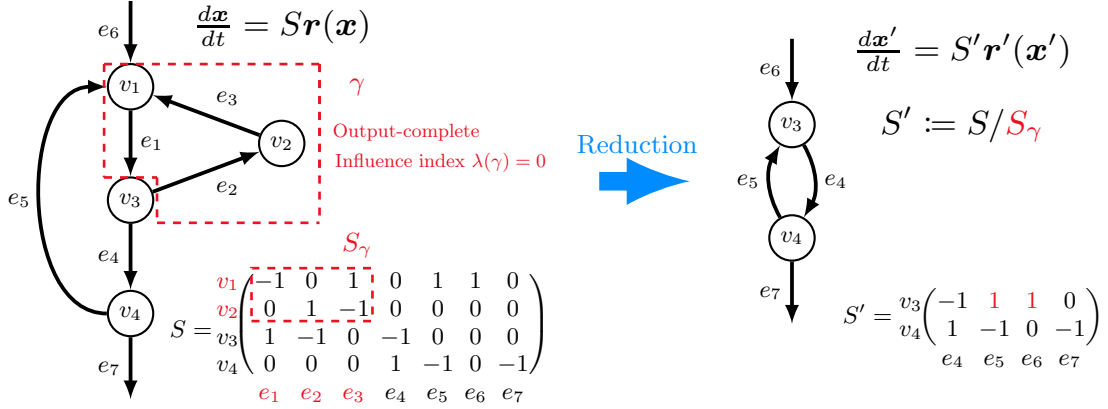 e₆
dx/dt = Sr(x)
v₁
γ
e₃
Output-complete
Influence index λ(γ) = 0
e₁
v₂
e₅
e₂
v₃
e₄
v₄
e₇
S_γ
v₁ −1 0 1 0 1 1 0
v₂ 0 1 −1 0 0 0 0
S =
v₃ 1 −1 0 −1 0 0 0
v₄ 0 0 0 1 −1 0 −1
e₁ e₂ e₃ e₄ e₅ e₆ e₇
Reduction
dx′/dt = S′r′(x′)
e₆
S′ := S/S_γ
v₃
e₅ e₄
v₄
e₇
S′ =
v₃ −1 1 1 0
v₄ 1 −1 0 −1
e₄ e₅ e₆ e₇